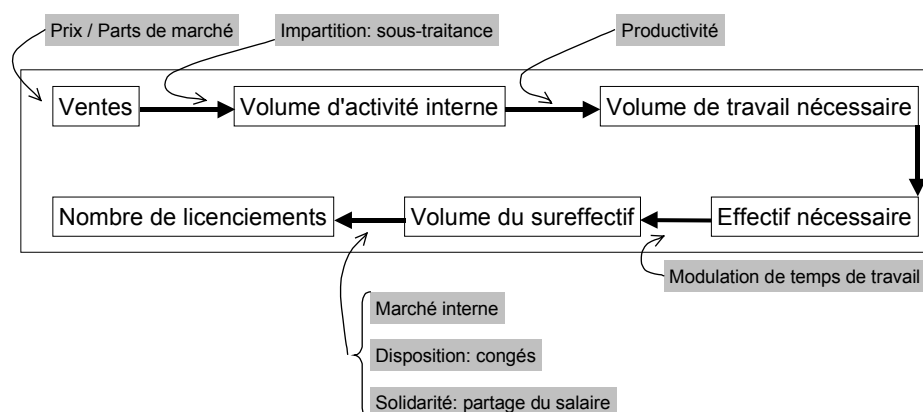 Prix / Parts de marché
Impartition: sous-traitance
Productivité
Ventes
Volume d'activité interne
Volume de travail nécessaire
Nombre de licenciements
Volume du sureffectif
Effectif nécessaire
Modulation de temps de travail
Marché interne
Disposition: congés
Solidarité: partage du salaire